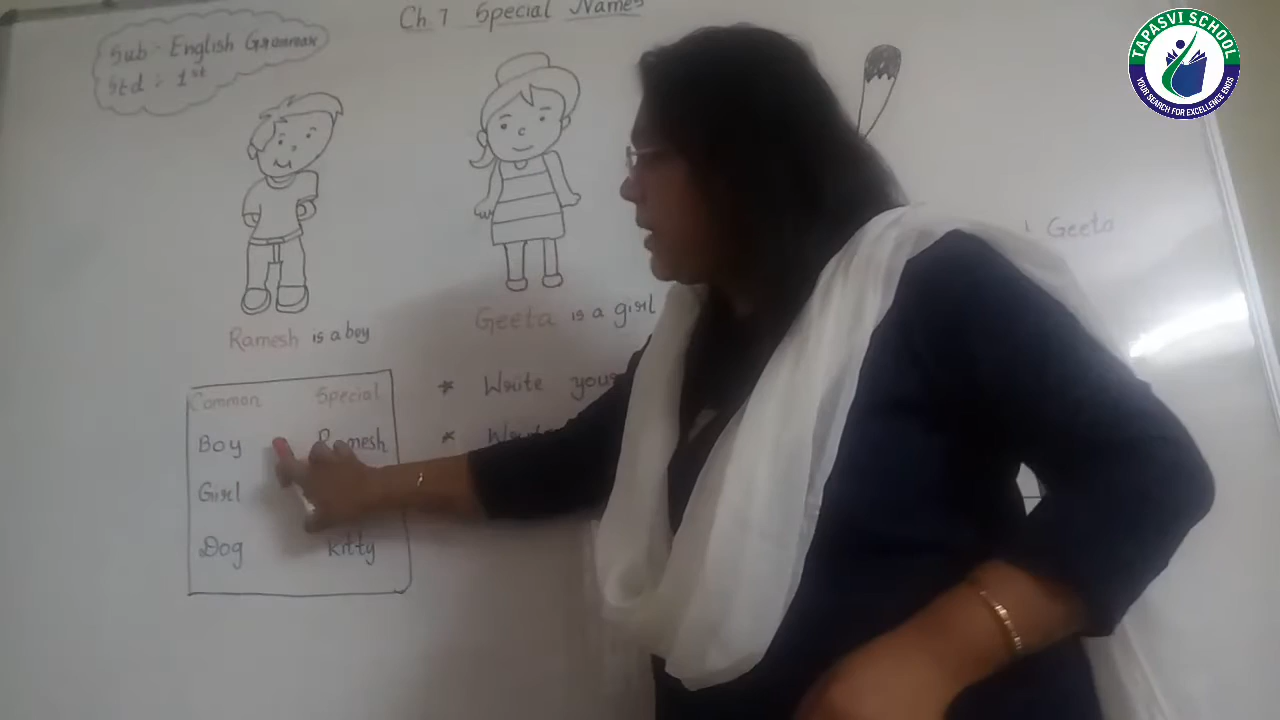 Ch. 7 Special Names
Sub - English Grammar
Std : 1st
TAPASVI SCHOOL
YOUR SEARCH FOR EXCELLENCE ENDS
Geeta
Ramesh is a boy
Geeta is a girl
Common Special
Boy Ramesh
Girl
Dog kitty
* Write your
* Write